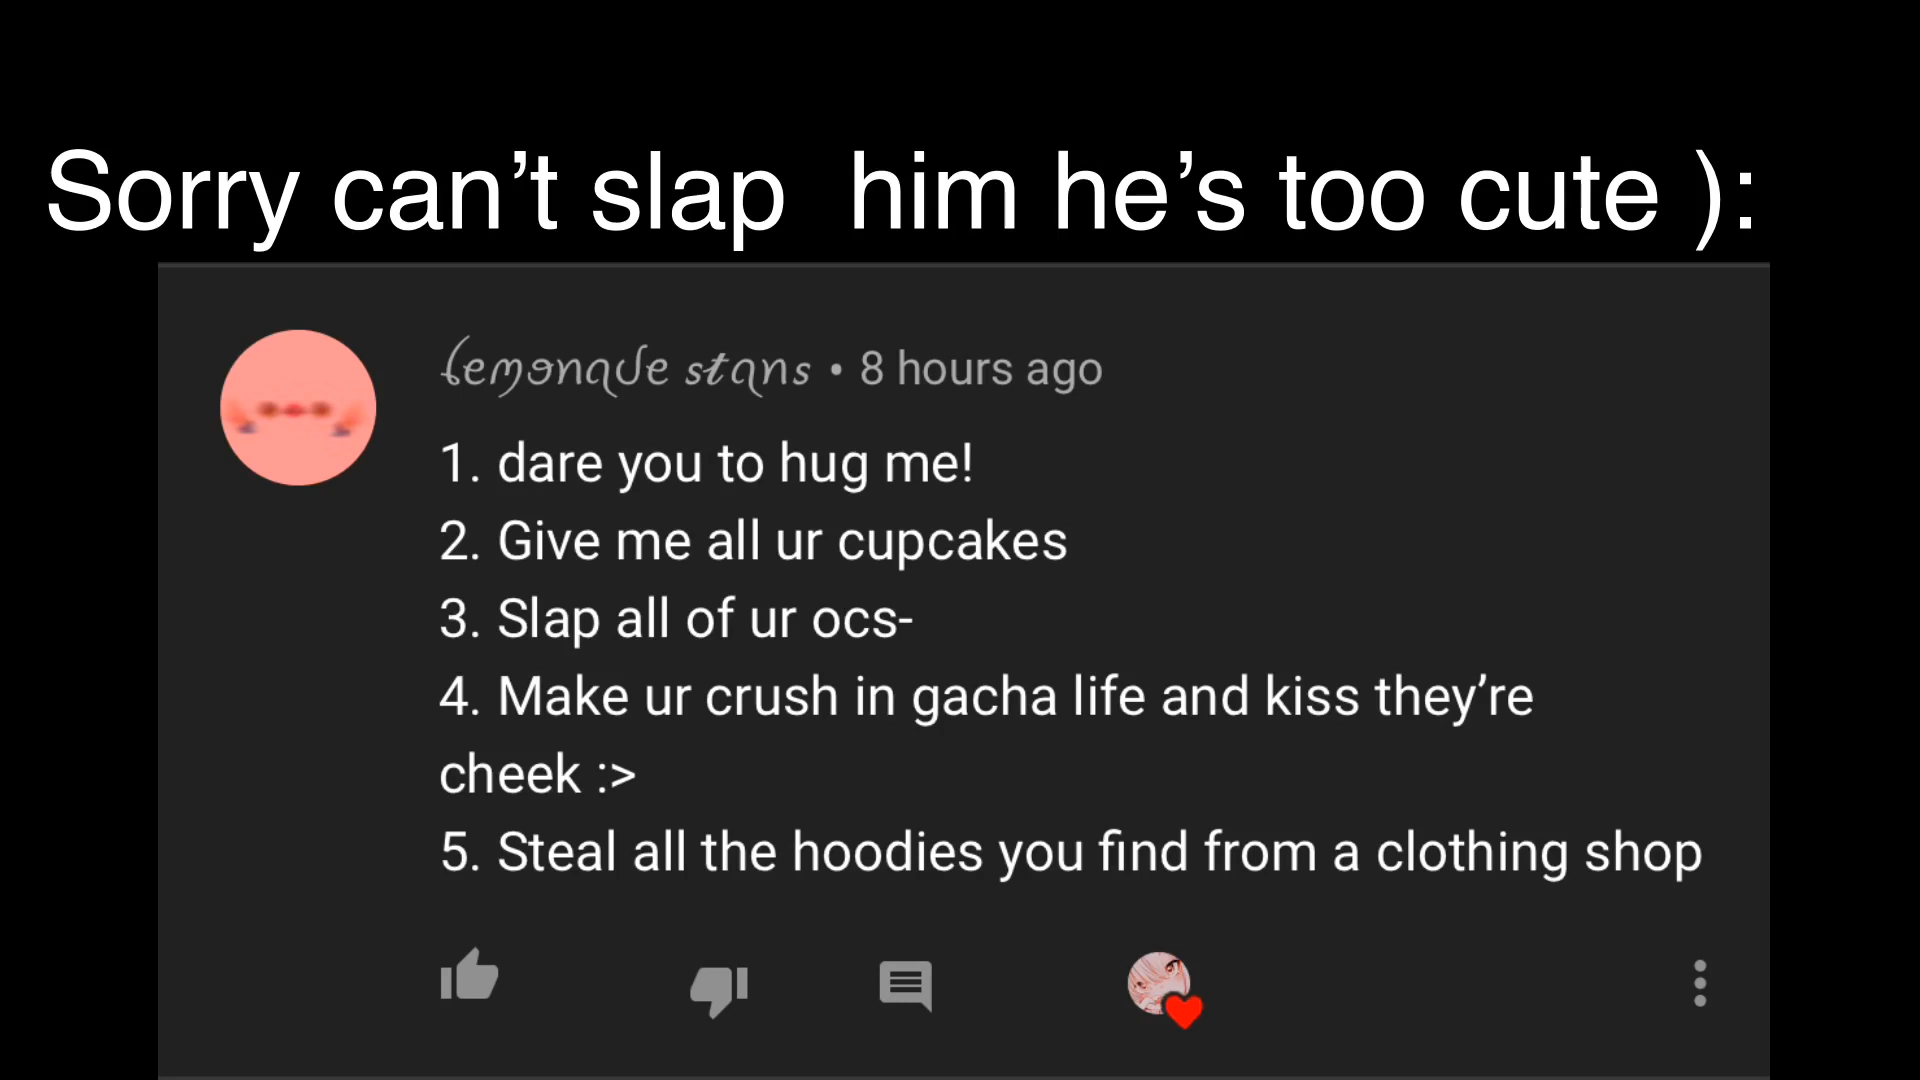 Sorry can’t slap  him he’s too cute ):
lemonade stans • 8 hours ago
1. dare you to hug me!
2. Give me all ur cupcakes
3. Slap all of ur ocs-
4. Make ur crush in gacha life and kiss they’re
cheek :>
5. Steal all the hoodies you find from a clothing shop